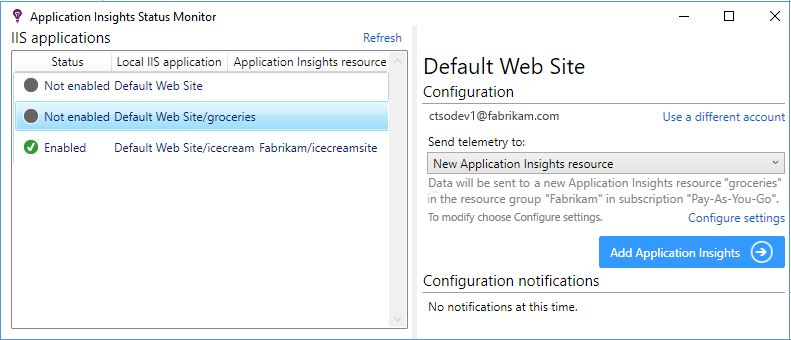 Application Insights Status Monitor
IIS applications
Refresh
Status Local IIS application Application Insights resource
Not enabled Default Web Site
Not enabled Default Web Site/groceries
Enabled Default Web Site/icecream Fabrikam/icecreamsite
Default Web Site
Configuration
ctsodev1@fabrikam.com Use a different account
Send telemetry to:
New Application Insights resource
Data will be sent to a new Application Insights resource "groceries"
in the resource group "Fabrikam" in subscription "Pay-As-You-Go".
To modify choose Configure settings. Configure settings
Add Application Insights
Configuration notifications
No notifications at this time.